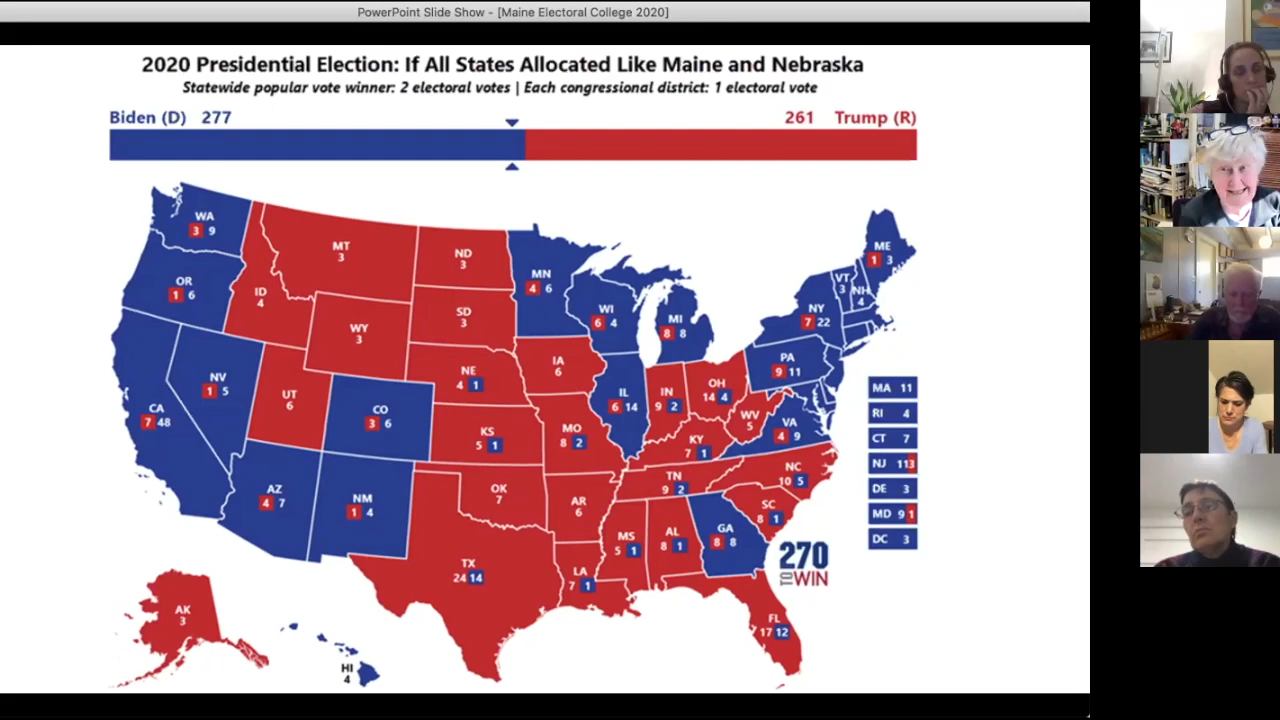 PowerPoint Slide Show - [Maine Electoral College 2020]
2020 Presidential Election: If All States Allocated Like Maine and Nebraska
Statewide popular vote winner: 2 electoral votes | Each congressional district: 1 electoral vote
Biden (D) 277
261 Trump (R)
WA
3 9
OR
1 6
CA
7 48
NV
1 5
ID
4
MT
3
WY
3
UT
6
CO
3 6
AZ
4 7
NM
1 4
ND
3
SD
3
NE
4 1
KS
5 1
OK
7
TX
24 14
MN
4 6
IA
6
MO
8 2
AR
6
LA
7 1
WI
6 4
IL
6 14
MI
8 8
IN
9 2
OH
14 4
KY
7 1
TN
9 2
MS
5 1
AL
8 1
GA
8 8
FL
17 12
SC
8 1
NC
10 5
VA
4 9
WV
5
PA
9 11
NY
7 22
VT
3
NH
4
ME
1 3
MA 11
RI 4
CT 7
NJ 113
DE 3
MD 9 1
DC 3
AK
3
HI
4
270
TO WIN